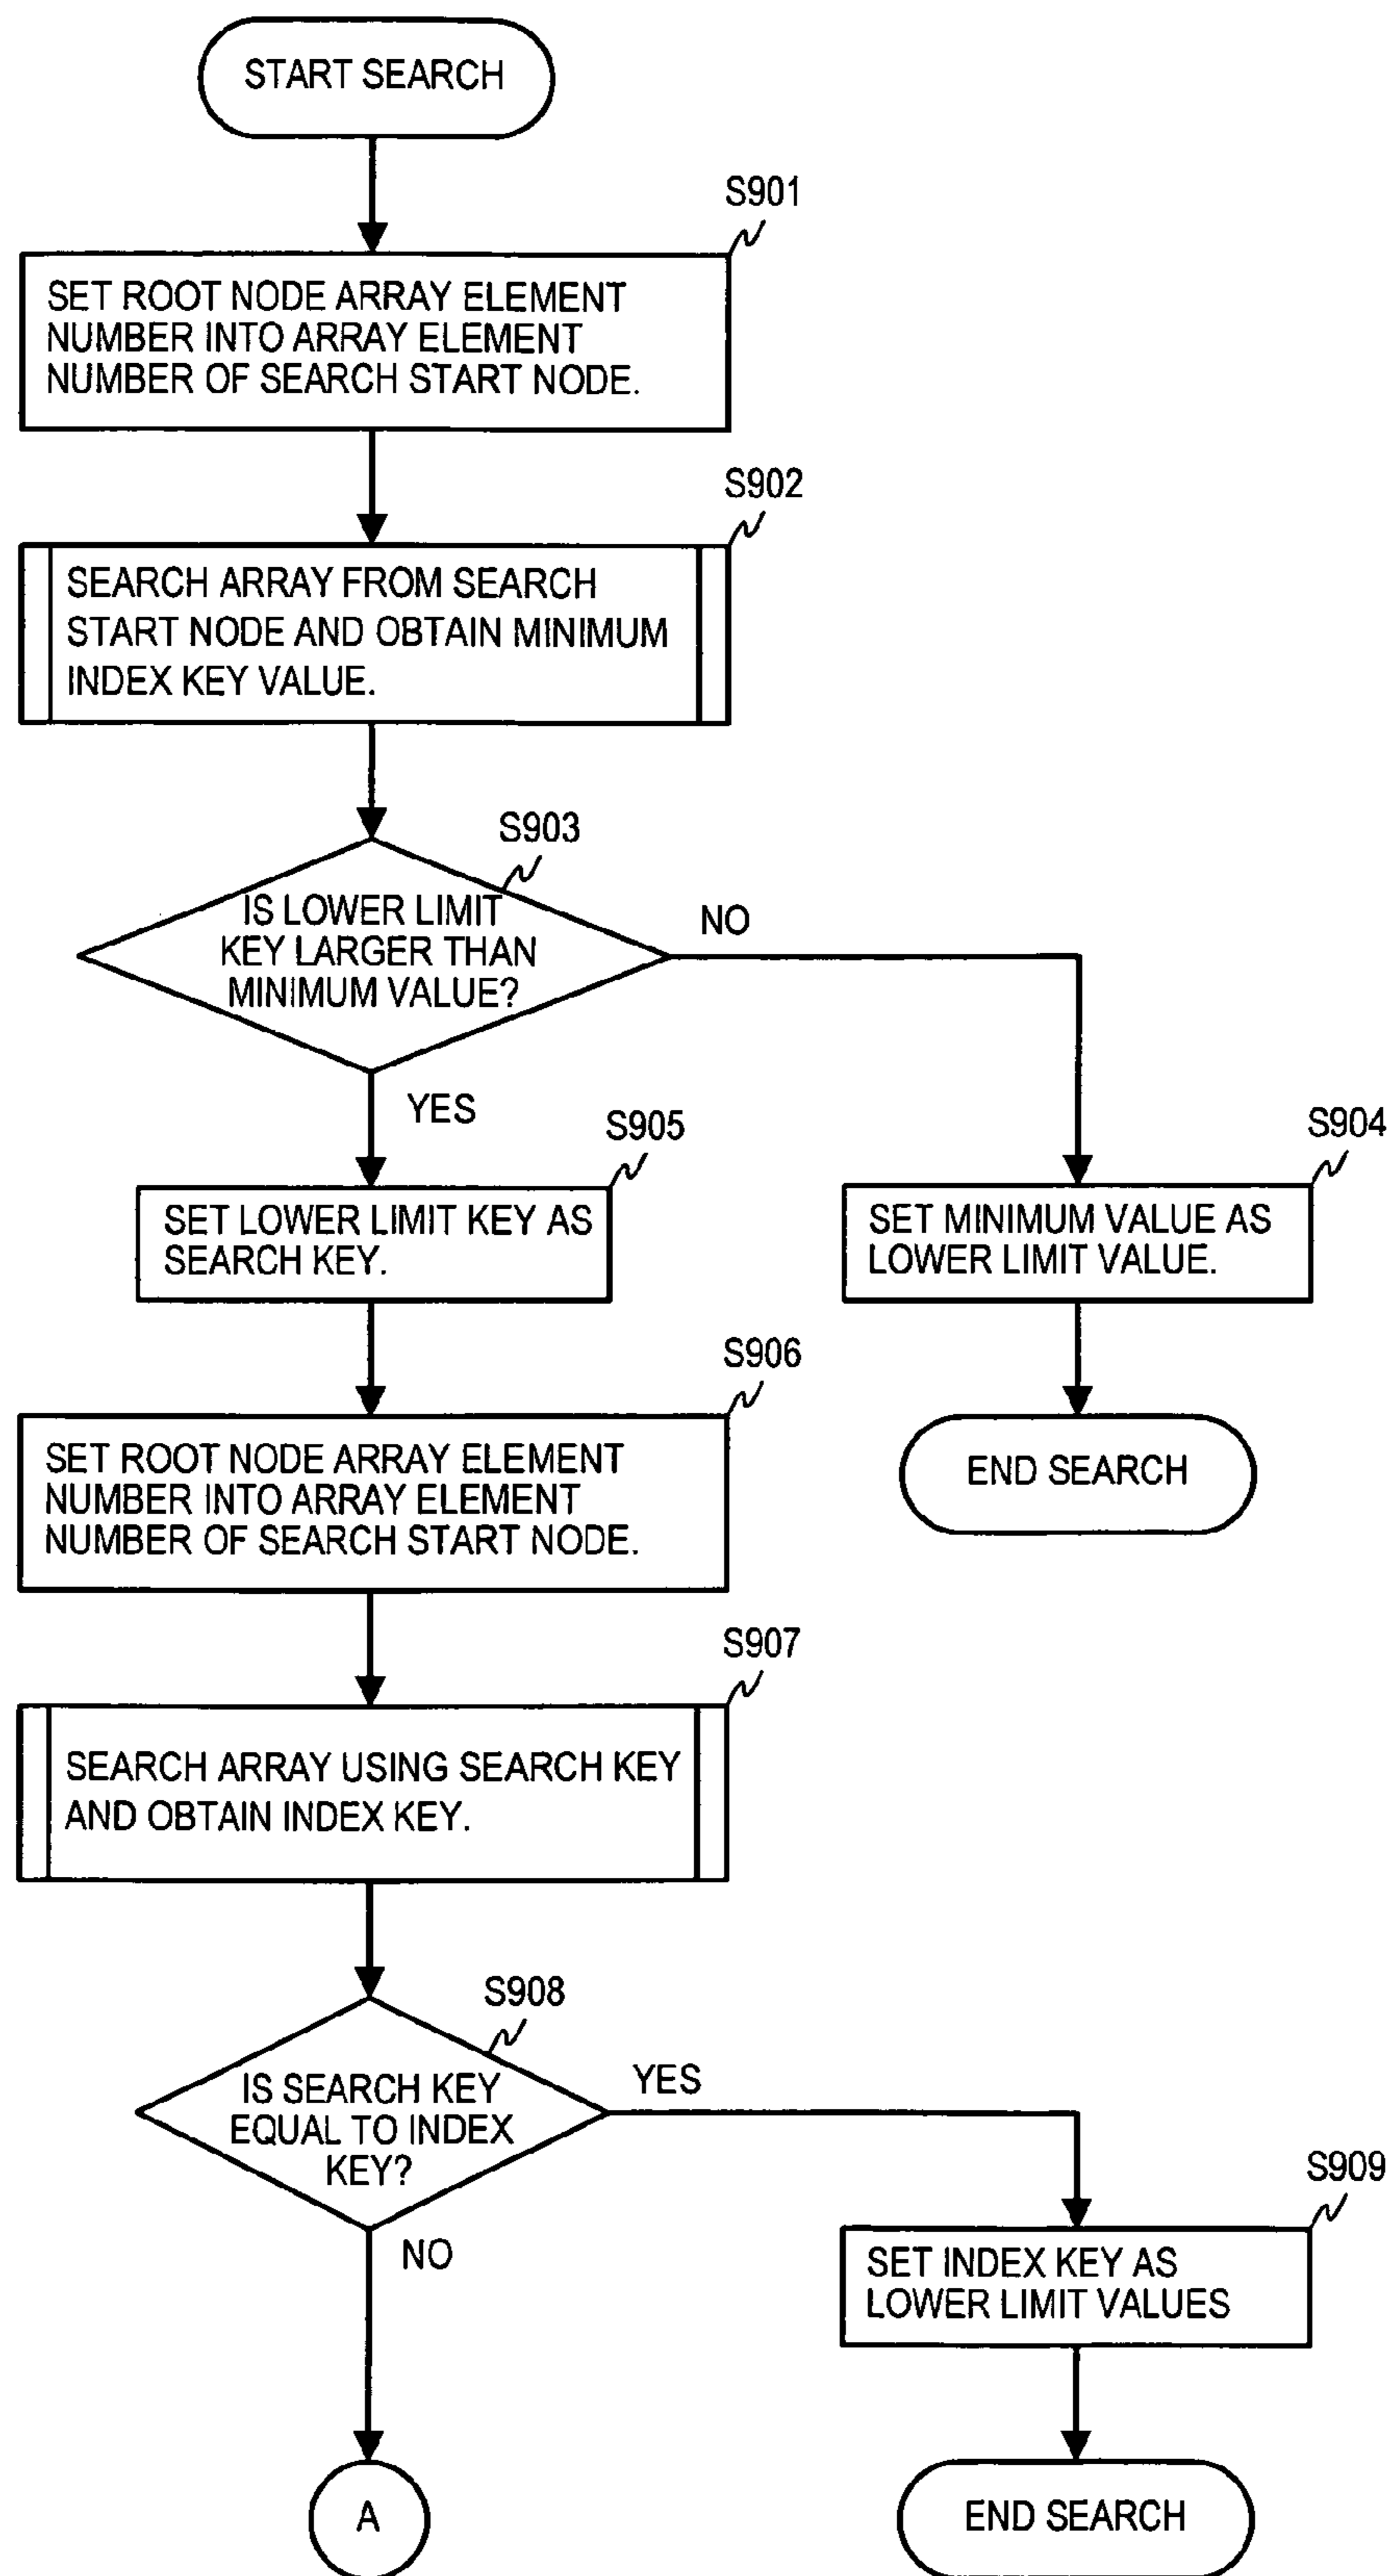 START SEARCH
S901
SET ROOT NODE ARRAY ELEMENT
NUMBER INTO ARRAY ELEMENT
NUMBER OF SEARCH START NODE.
S902
SEARCH ARRAY FROM SEARCH
START NODE AND OBTAIN MINIMUM
INDEX KEY VALUE.
S903
IS LOWER LIMIT
KEY LARGER THAN
MINIMUM VALUE?
NO
YES
S905
SET LOWER LIMIT KEY AS
SEARCH KEY.
S904
SET MINIMUM VALUE AS
LOWER LIMIT VALUE.
END SEARCH
S906
SET ROOT NODE ARRAY ELEMENT
NUMBER INTO ARRAY ELEMENT
NUMBER OF SEARCH START NODE.
S907
SEARCH ARRAY USING SEARCH KEY
AND OBTAIN INDEX KEY.
S908
IS SEARCH KEY
EQUAL TO INDEX
KEY?
YES
NO
S909
SET INDEX KEY AS
LOWER LIMIT VALUES
END SEARCH
A